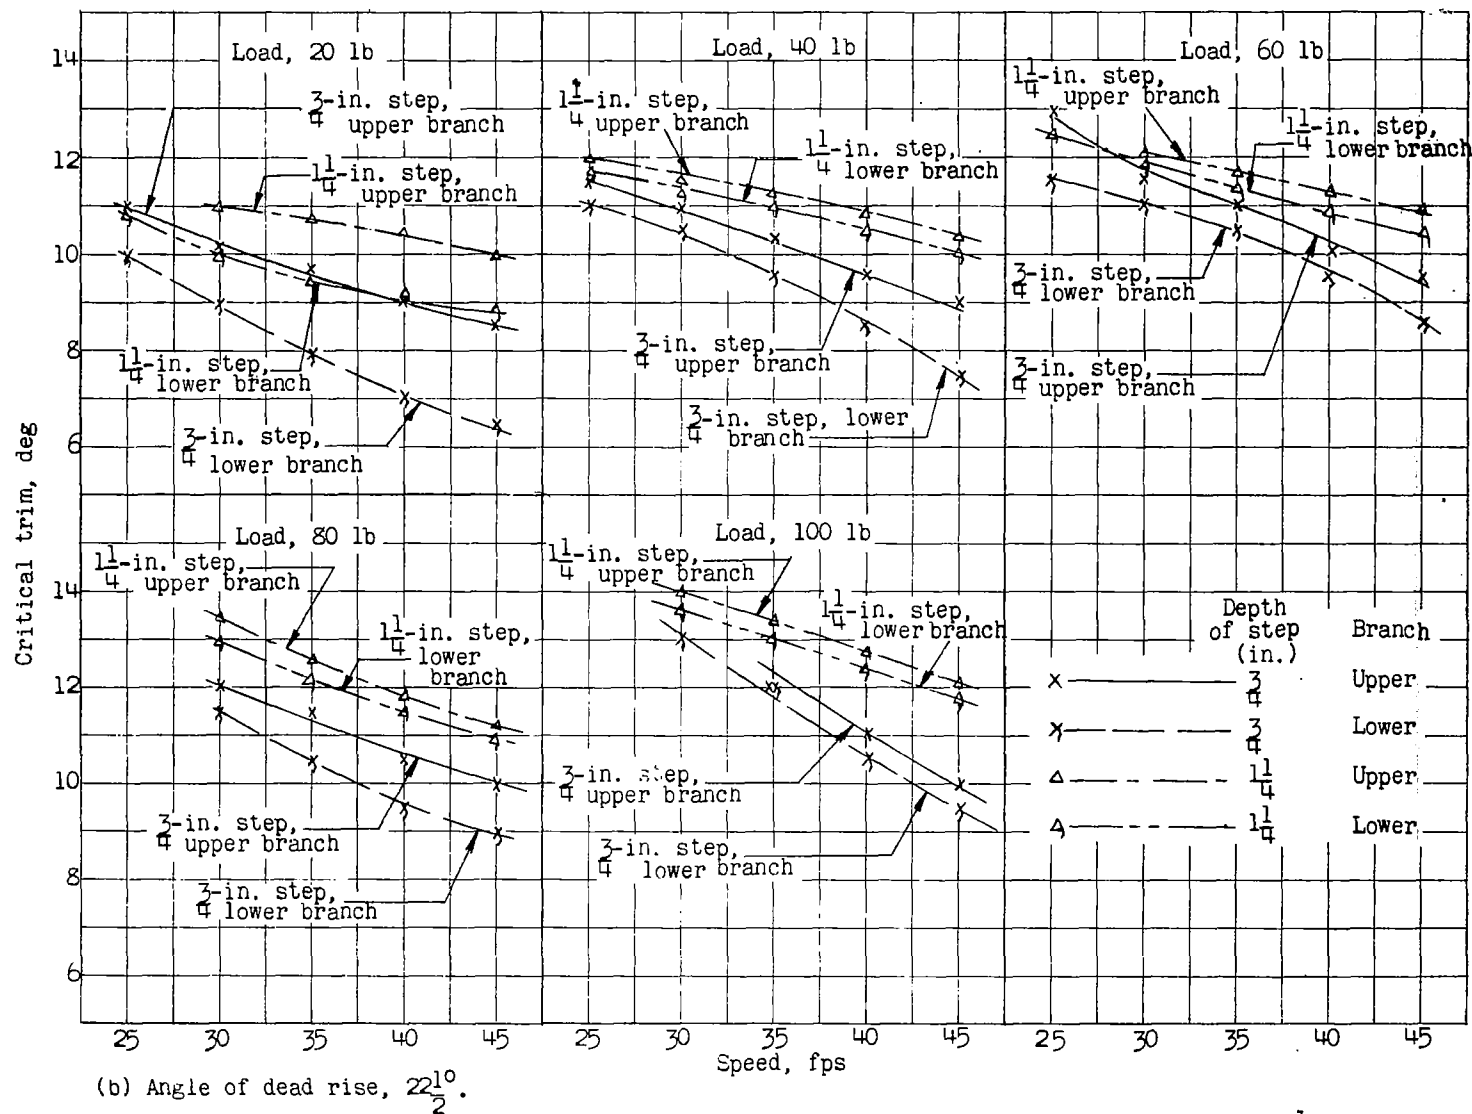 Critical trim, deg
14
12
10
8
6
14
12
10
8
6
Load, 20 lb
3/4-in. step,
upper branch
1 1/4-in. step,
upper branch
1 1/4-in. step,
lower branch
3/4-in. step,
lower branch
Load, 40 lb
1 1/4-in. step,
upper branch
1 1/4-in. step,
lower branch
3/4-in. step,
upper branch
3/4-in. step, lower
branch
Load, 60 lb
1 1/4-in. step,
upper branch
1 1/4-in. step,
lower branch
3/4-in. step,
lower branch
3/4-in. step,
upper branch
Load, 80 lb
1 1/4-in. step,
upper branch
1 1/4-in. step,
lower
branch
3/4-in. step,
upper branch
3/4-in. step,
lower branch
Load, 100 lb
1 1/4-in. step,
upper branch
1 1/4-in. step,
lower branch
3/4-in. step,
upper branch
3/4-in. step,
lower branch
Depth
of step Branch
(in.)
3/4 Upper
3/4 Lower
1 1/4 Upper
1 1/4 Lower
25 30 35 40 45 25 30 35 40 45 25 30 35 40 45
Speed, fps
(b) Angle of dead rise, 22 1/2°.